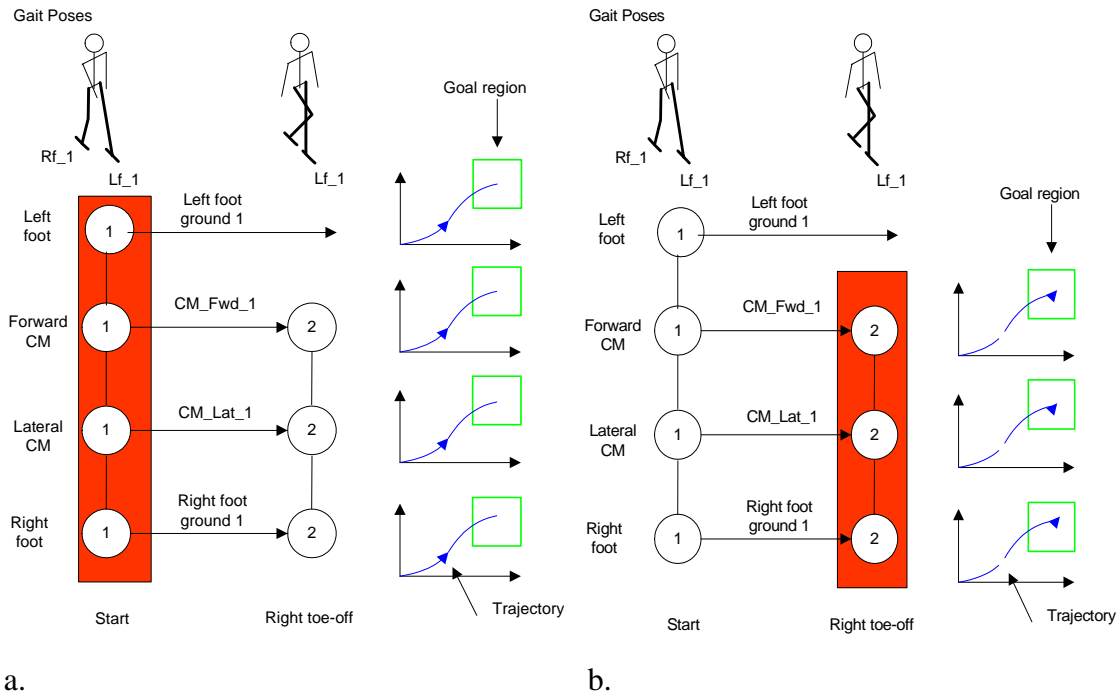 Gait Poses
Goal region
Rf_1
Lf_1
Lf_1
Left
foot
1
Left foot
ground 1
Forward
CM
1
CM_Fwd_1
2
Lateral
CM
1
CM_Lat_1
2
Right
foot
1
Right foot
ground 1
2
Trajectory
Start
Right toe-off
a.
Gait Poses
Rf_1
Lf_1
Lf_1
Goal region
Left
foot
1
Left foot
ground 1
Forward
CM
1
CM_Fwd_1
2
Lateral
CM
1
CM_Lat_1
2
Right
foot
1
Right foot
ground 1
2
Trajectory
Start
Right toe-off
b.